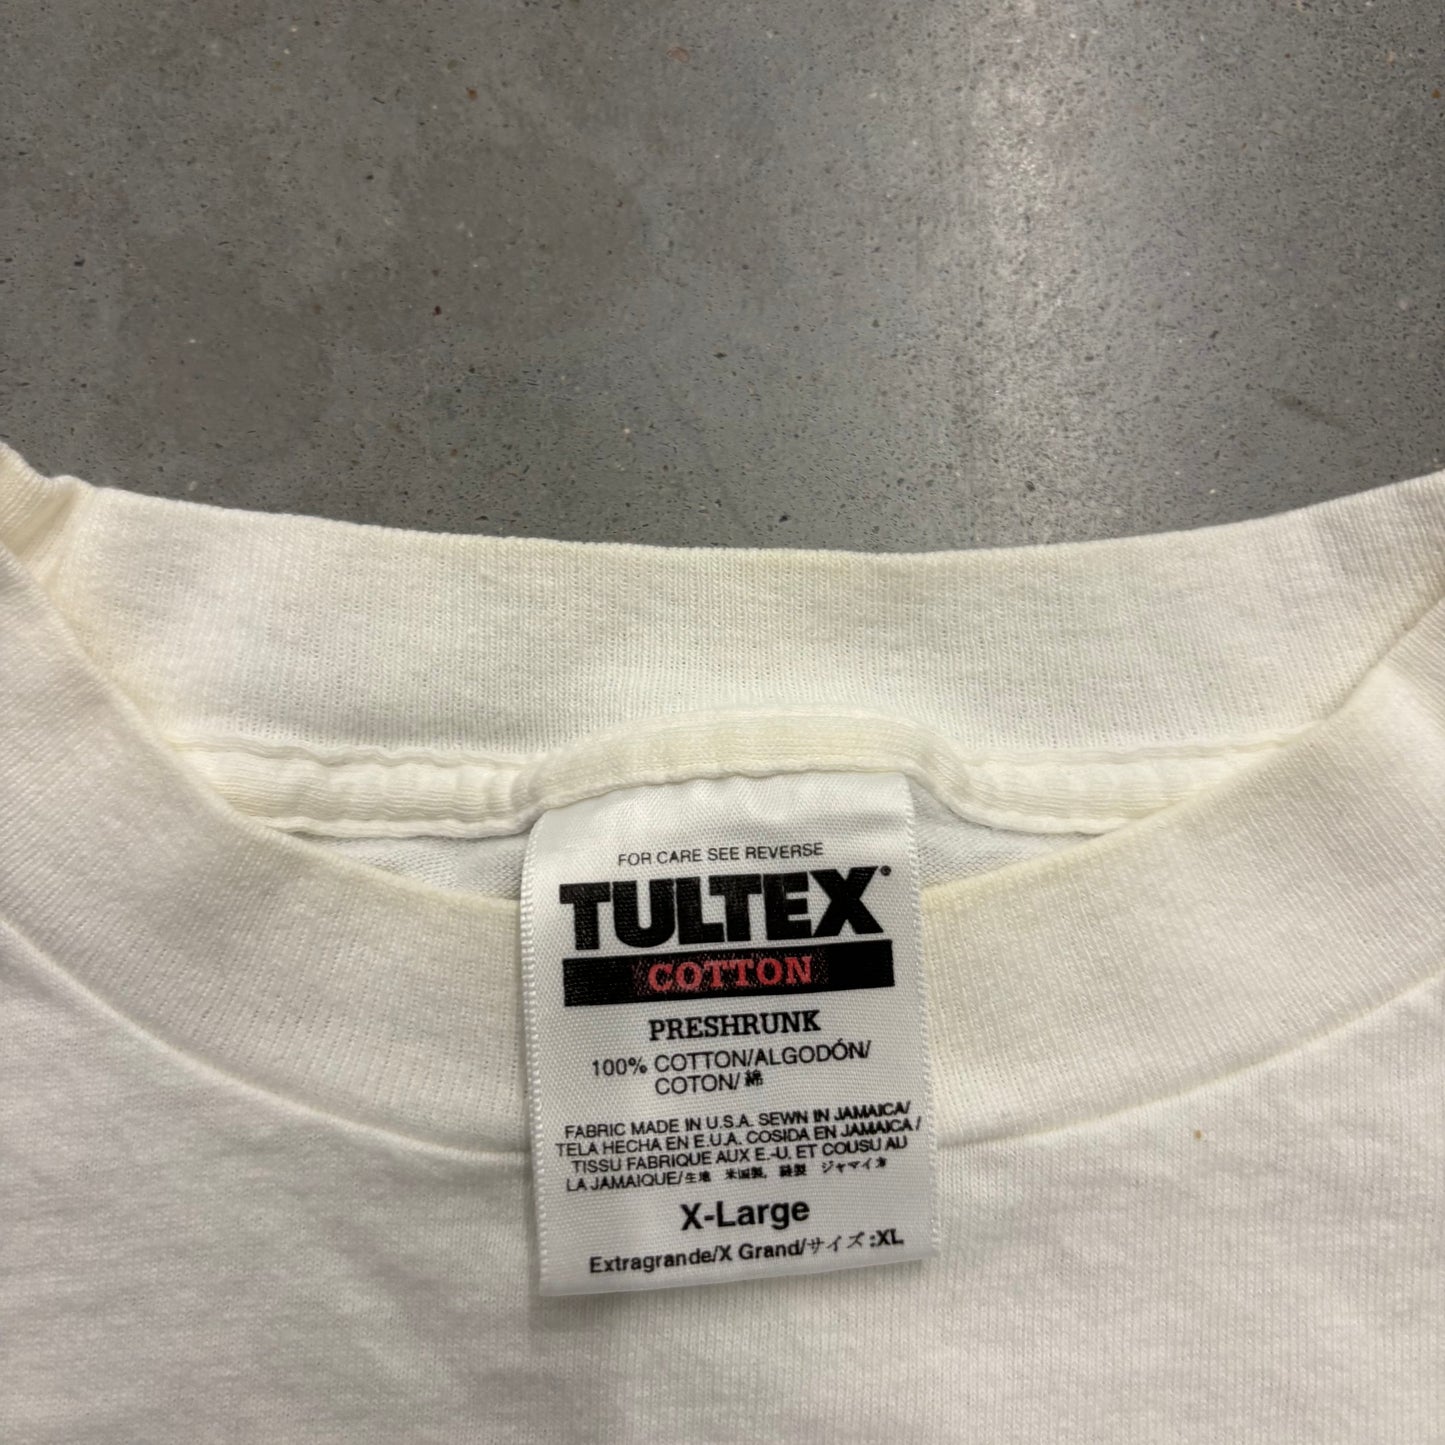 FOR CARE SEE REVERSE
TULTEX®
COTTON
PRESHRUNK
100% COTTON/ALGODÓN/
COTON/綿
FABRIC MADE IN U.S.A. SEWN IN JAMAICA/
TELA HECHA EN E.U.A. COSIDA EN JAMAICA/
TISSU FABRIQUE AUX E.-U. ET COUSU AU
LA JAMAIQUE/生地 米国製, 縫製 ジャマイカ
X-Large
Extragrande/X Grand/サイズ:XL